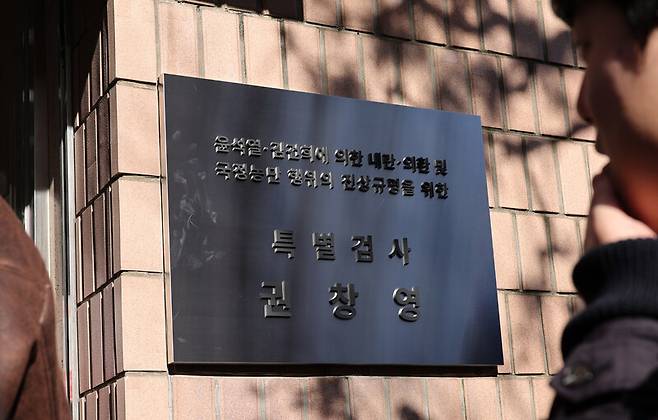 윤석열·김건희에 의한 내란·외환 및
국정농단 행위의 진상규명을 위한
특별검사
권창영